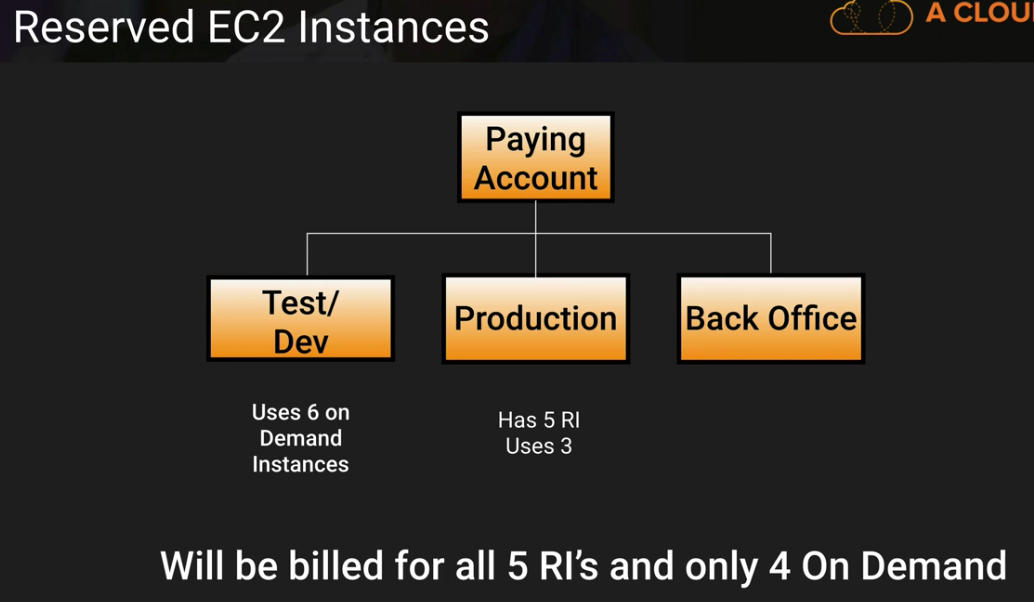 Reserved EC2 Instances
A CLOU
Paying
Account
Test/
Dev
Production
Back Office
Uses 6 on
Demand
Instances
Has 5 RI
Uses 3
Will be billed for all 5 RI's and only 4 On Demand